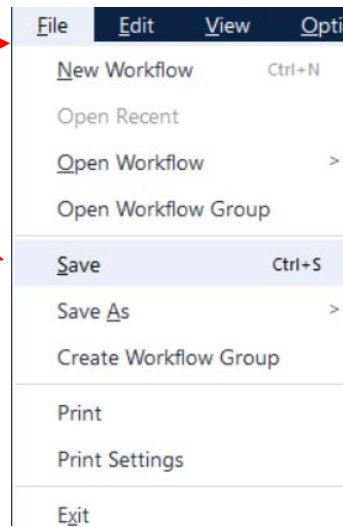 File Edit View Opti
New Workflow Ctrl+N
Open Recent
Open Workflow >
Open Workflow Group
Save Ctrl+S
Save As >
Create Workflow Group
Print
Print Settings
Exit